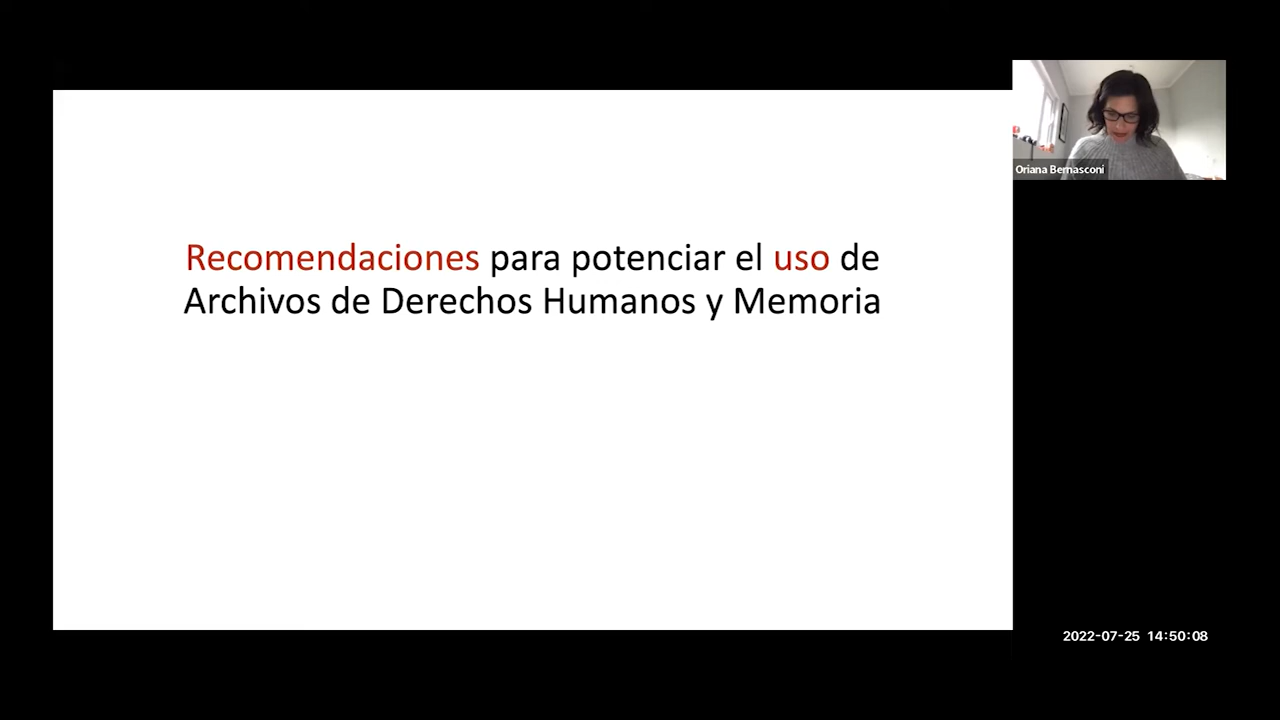 Oriana Bernasconi
Recomendaciones para potenciar el uso de
Archivos de Derechos Humanos y Memoria
2022-07-25 14:50:08